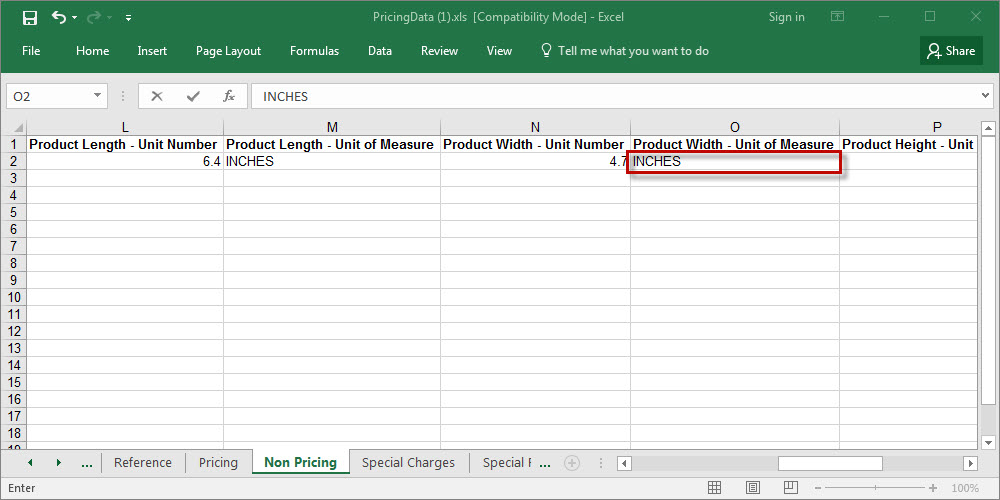 PricingData (1).xls [Compatibility Mode] - Excel
Sign in
File Home Insert Page Layout Formulas Data Review View Tell me what you want to do Share
O2 fx INCHES
L M N O P
1 Product Length - Unit Number Product Length - Unit of Measure Product Width - Unit Number Product Width - Unit of Measure Product Height - Unit
2 6.4 INCHES 4.7 INCHES
3
4
5
6
7
8
9
10
11
12
13
14
15
16
17
18
19
... Reference Pricing Non Pricing Special Charges Special F ...
Enter 100%